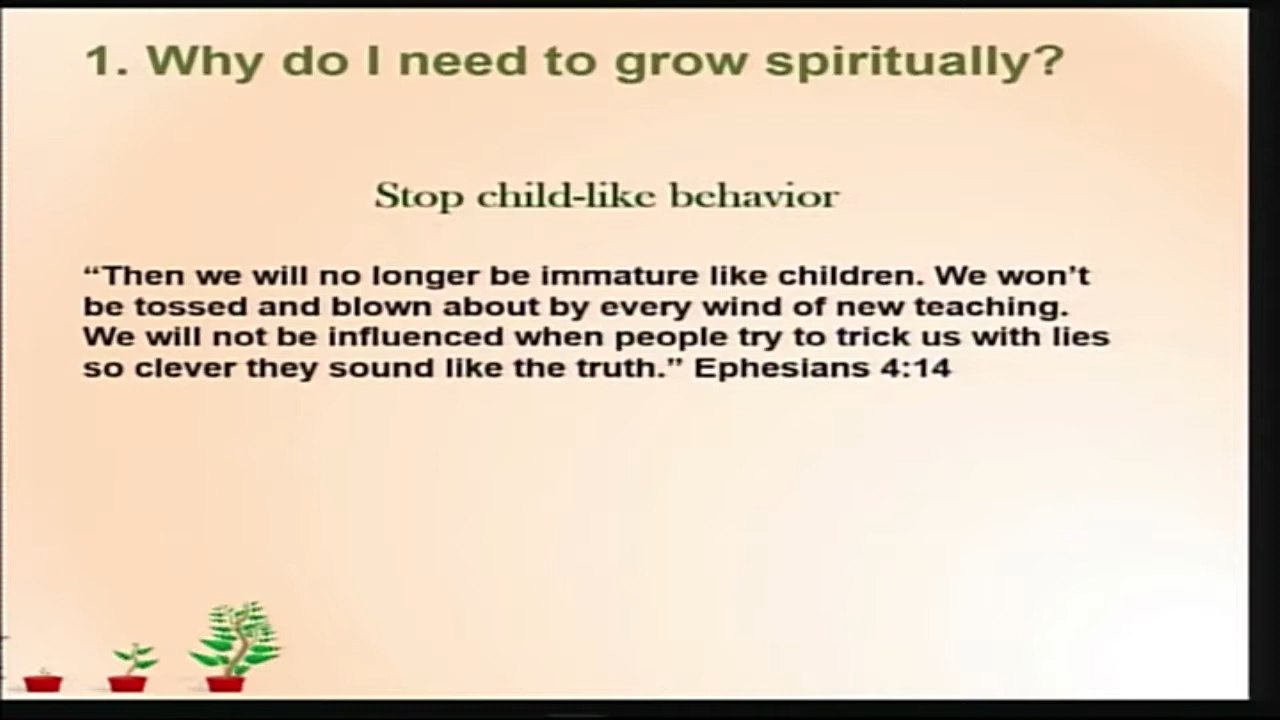 1. Why do I need to grow spiritually?
Stop child-like behavior
“Then we will no longer be immature like children. We won’t
be tossed and blown about by every wind of new teaching.
We will not be influenced when people try to trick us with lies
so clever they sound like the truth.” Ephesians 4:14